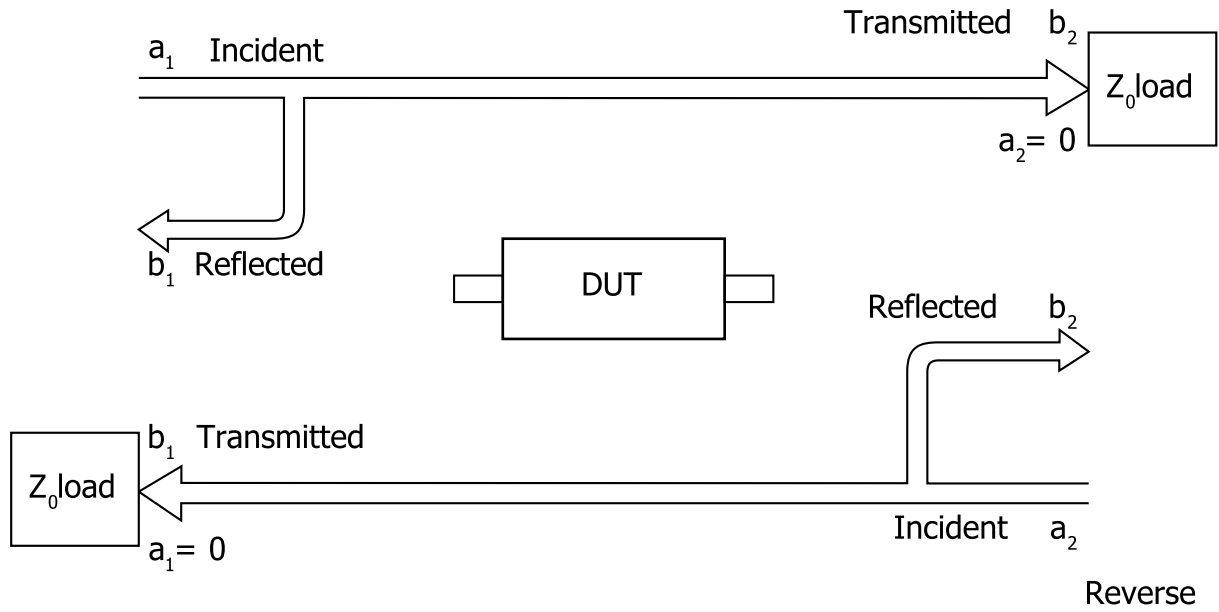 Transmitted b₂
a₁ Incident
Z₀load
a₂= 0
b₁ Reflected
DUT
Reflected b₂
b₁ Transmitted
Z₀load
Incident a₂
a₁= 0
Reverse